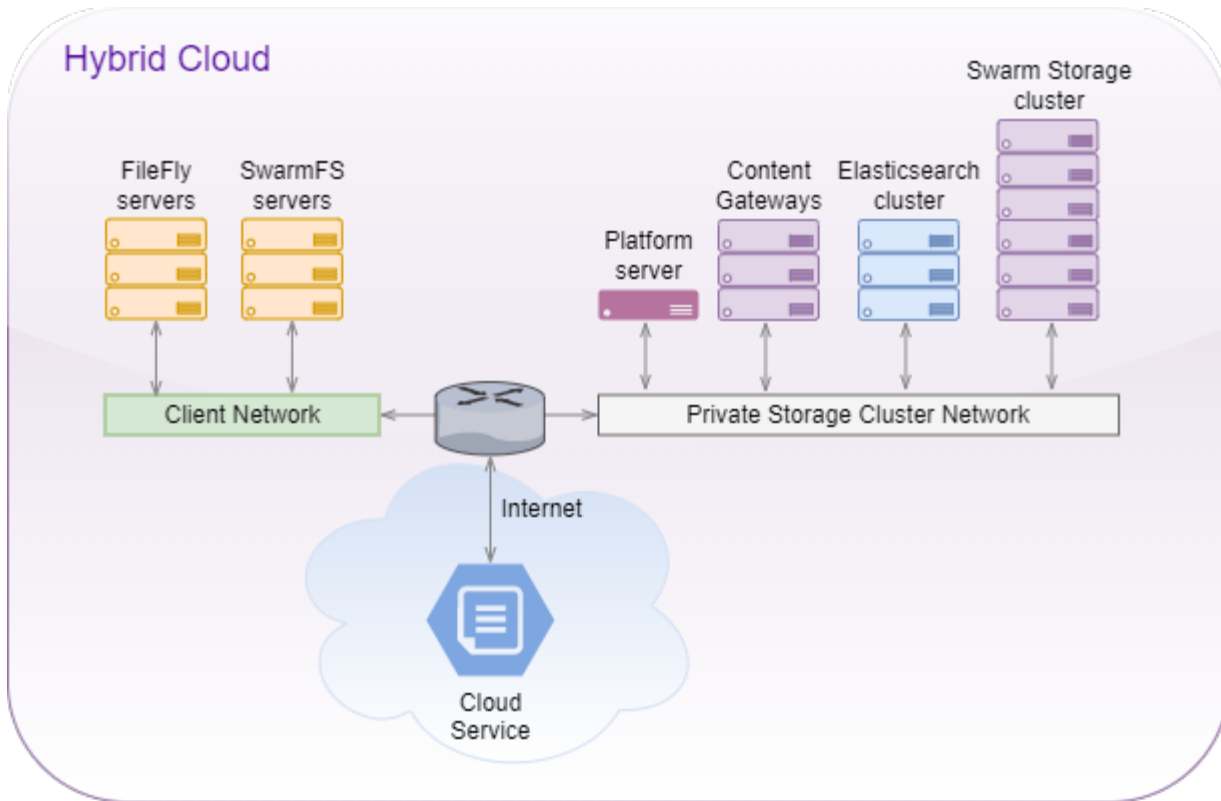 Hybrid Cloud
FileFly
servers
SwarmFS
servers
Platform
server
Content
Gateways
Elasticsearch
cluster
Swarm Storage
cluster
Client Network
Private Storage Cluster Network
Internet
Cloud
Service